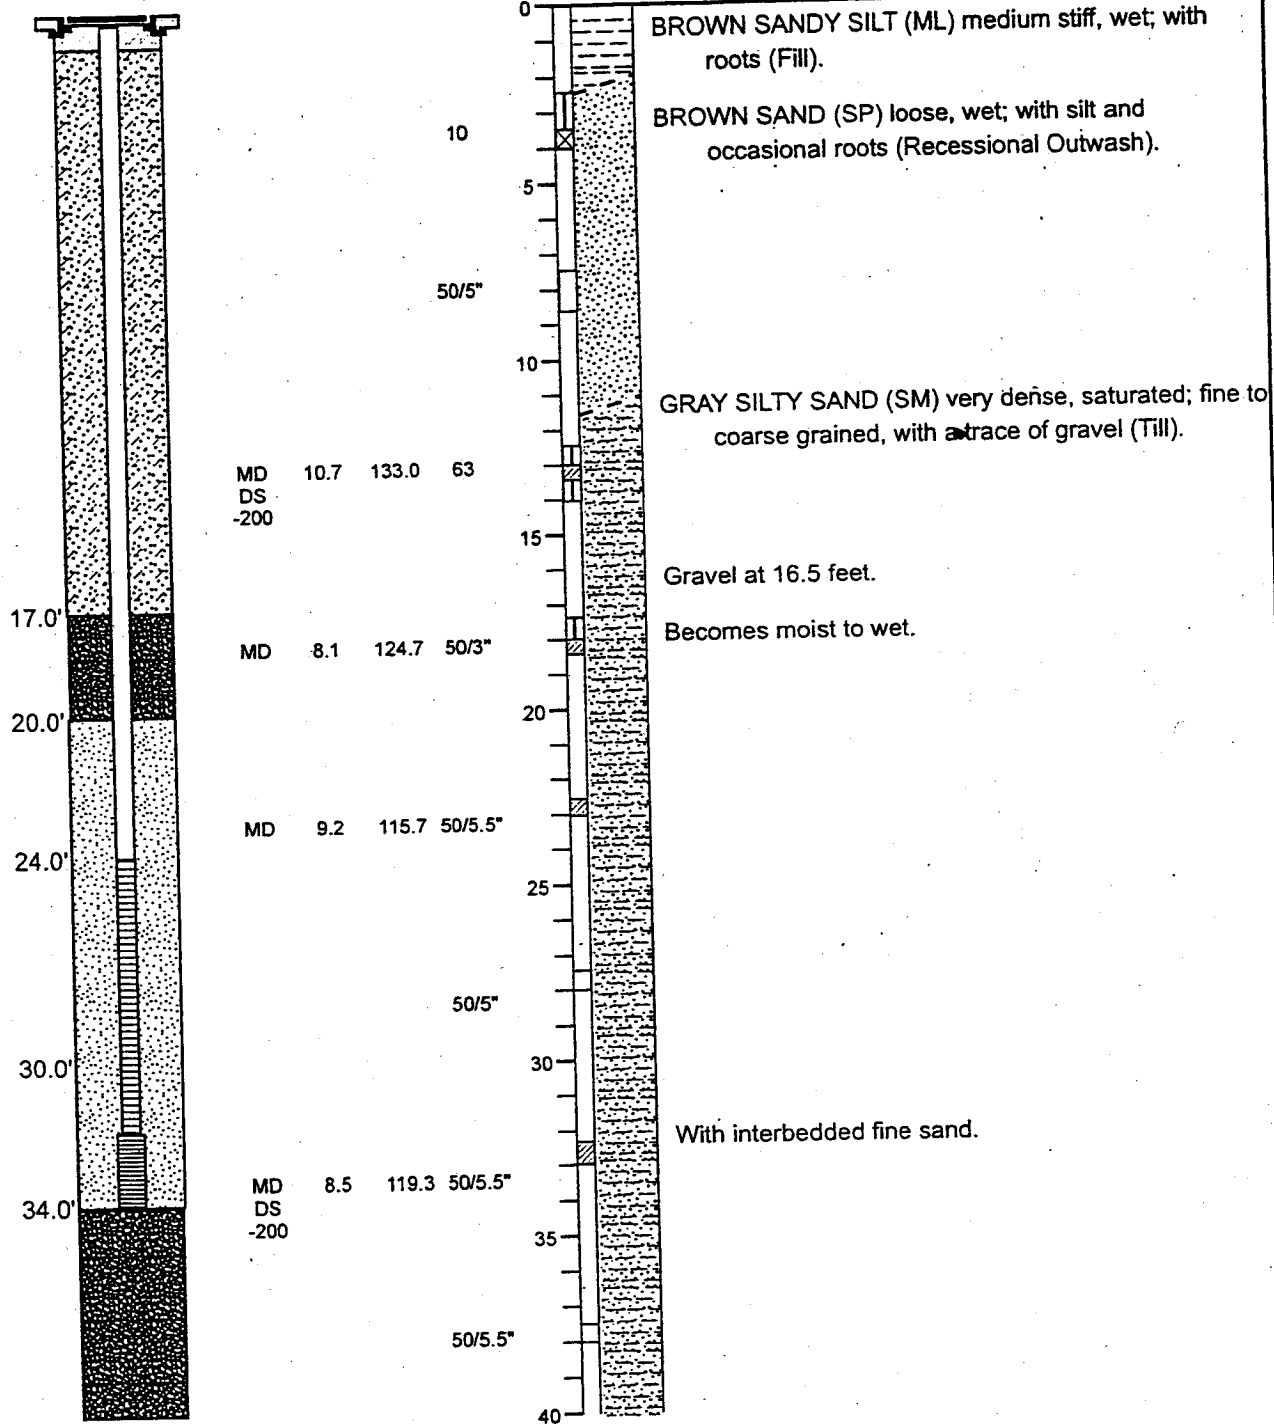 0
BROWN SANDY SILT (ML) medium stiff, wet; with
roots (Fill).
BROWN SAND (SP) loose, wet; with silt and
10
occasional roots (Recessional Outwash).
5
50/5"
10
GRAY SILTY SAND (SM) very dense, saturated; fine to
coarse grained, with a trace of gravel (Till).
MD 10.7 133.0 63
DS
-200
15
Gravel at 16.5 feet.
17.0'
Becomes moist to wet.
MD 8.1 124.7 50/3"
20
20.0'
MD 9.2 115.7 50/5.5"
24.0'
25
50/5"
30
30.0'
With interbedded fine sand.
MD 8.5 119.3 50/5.5"
DS
-200
34.0'
35
50/5.5"
40